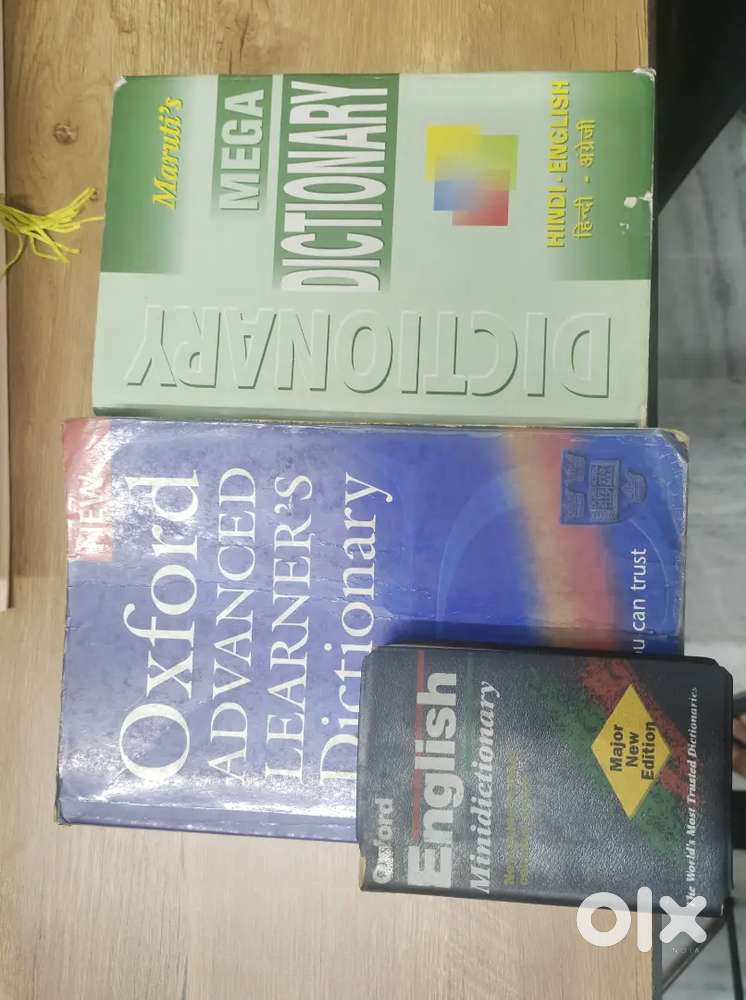 Maruti's
MEGA
DICTIONARY
HINDI - ENGLISH
हिन्दी - अंग्रेजी
DICTIONARY
NEW
Oxford
ADVANCED
LEARNER'S
Dictionary
you can trust
Oxford
English
Minidictionary
Major
New
Edition
The World's Most Trusted Dictionaries
olx
INDIA